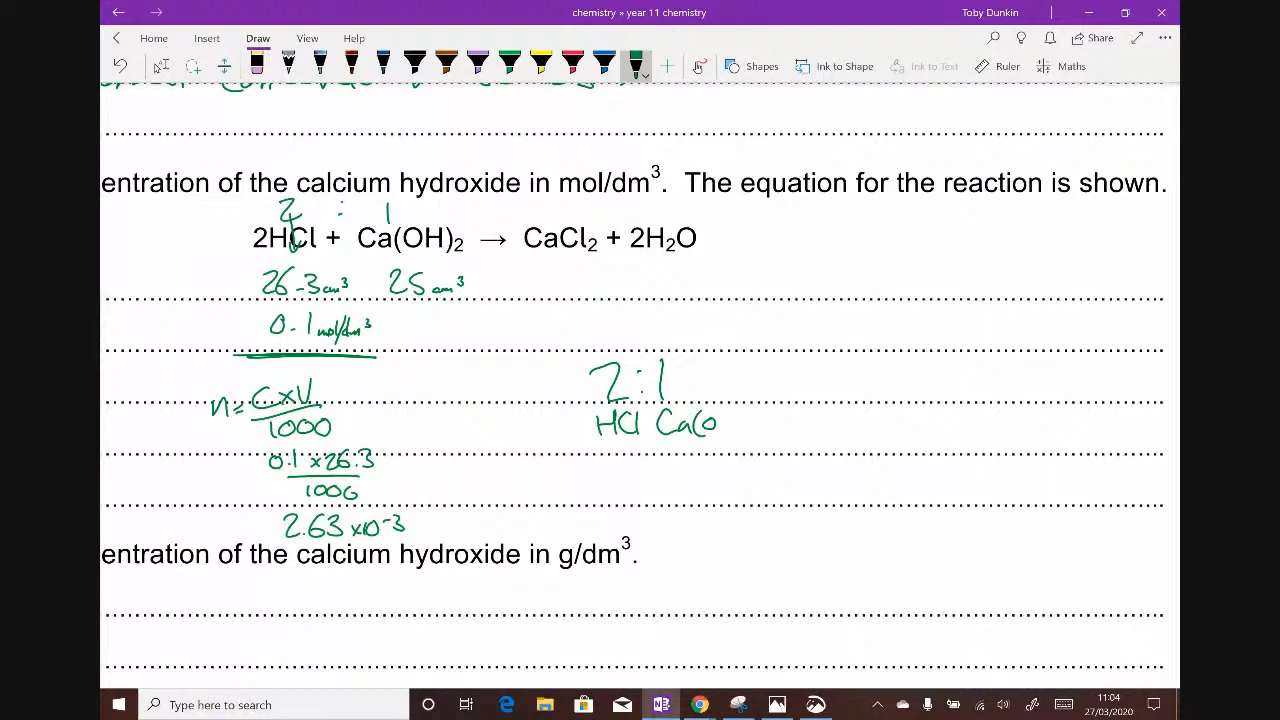 chemistry » year 11 chemistry
Toby Dunkin
Home Insert Draw View Help
Share
Shapes Ink to Shape Ink to Text Ruler Maths
entration of the calcium hydroxide in mol/dm³. The equation for the reaction is shown.
2 : 1
2HCl + Ca(OH)₂ → CaCl₂ + 2H₂O
26.3cm³ 25cm³
0.1mol/dm³
2:1
n= CxV
1000
HCl Ca(o
0.1 x26.3
1000
2.63 x10-3
entration of the calcium hydroxide in g/dm³.
Type here to search
11:04
27/03/2020